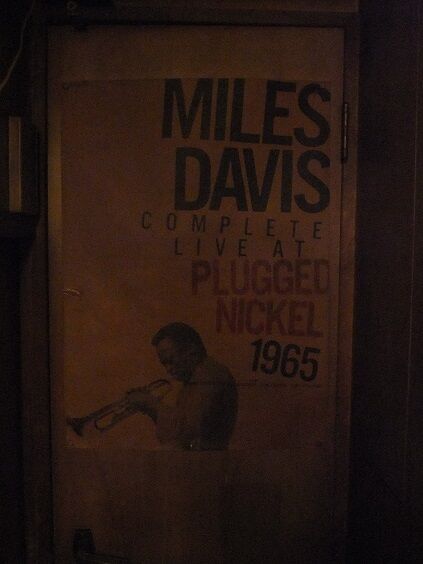 MILES
DAVIS
COMPLETE
LIVE AT
PLUGGED
NICKEL
1965